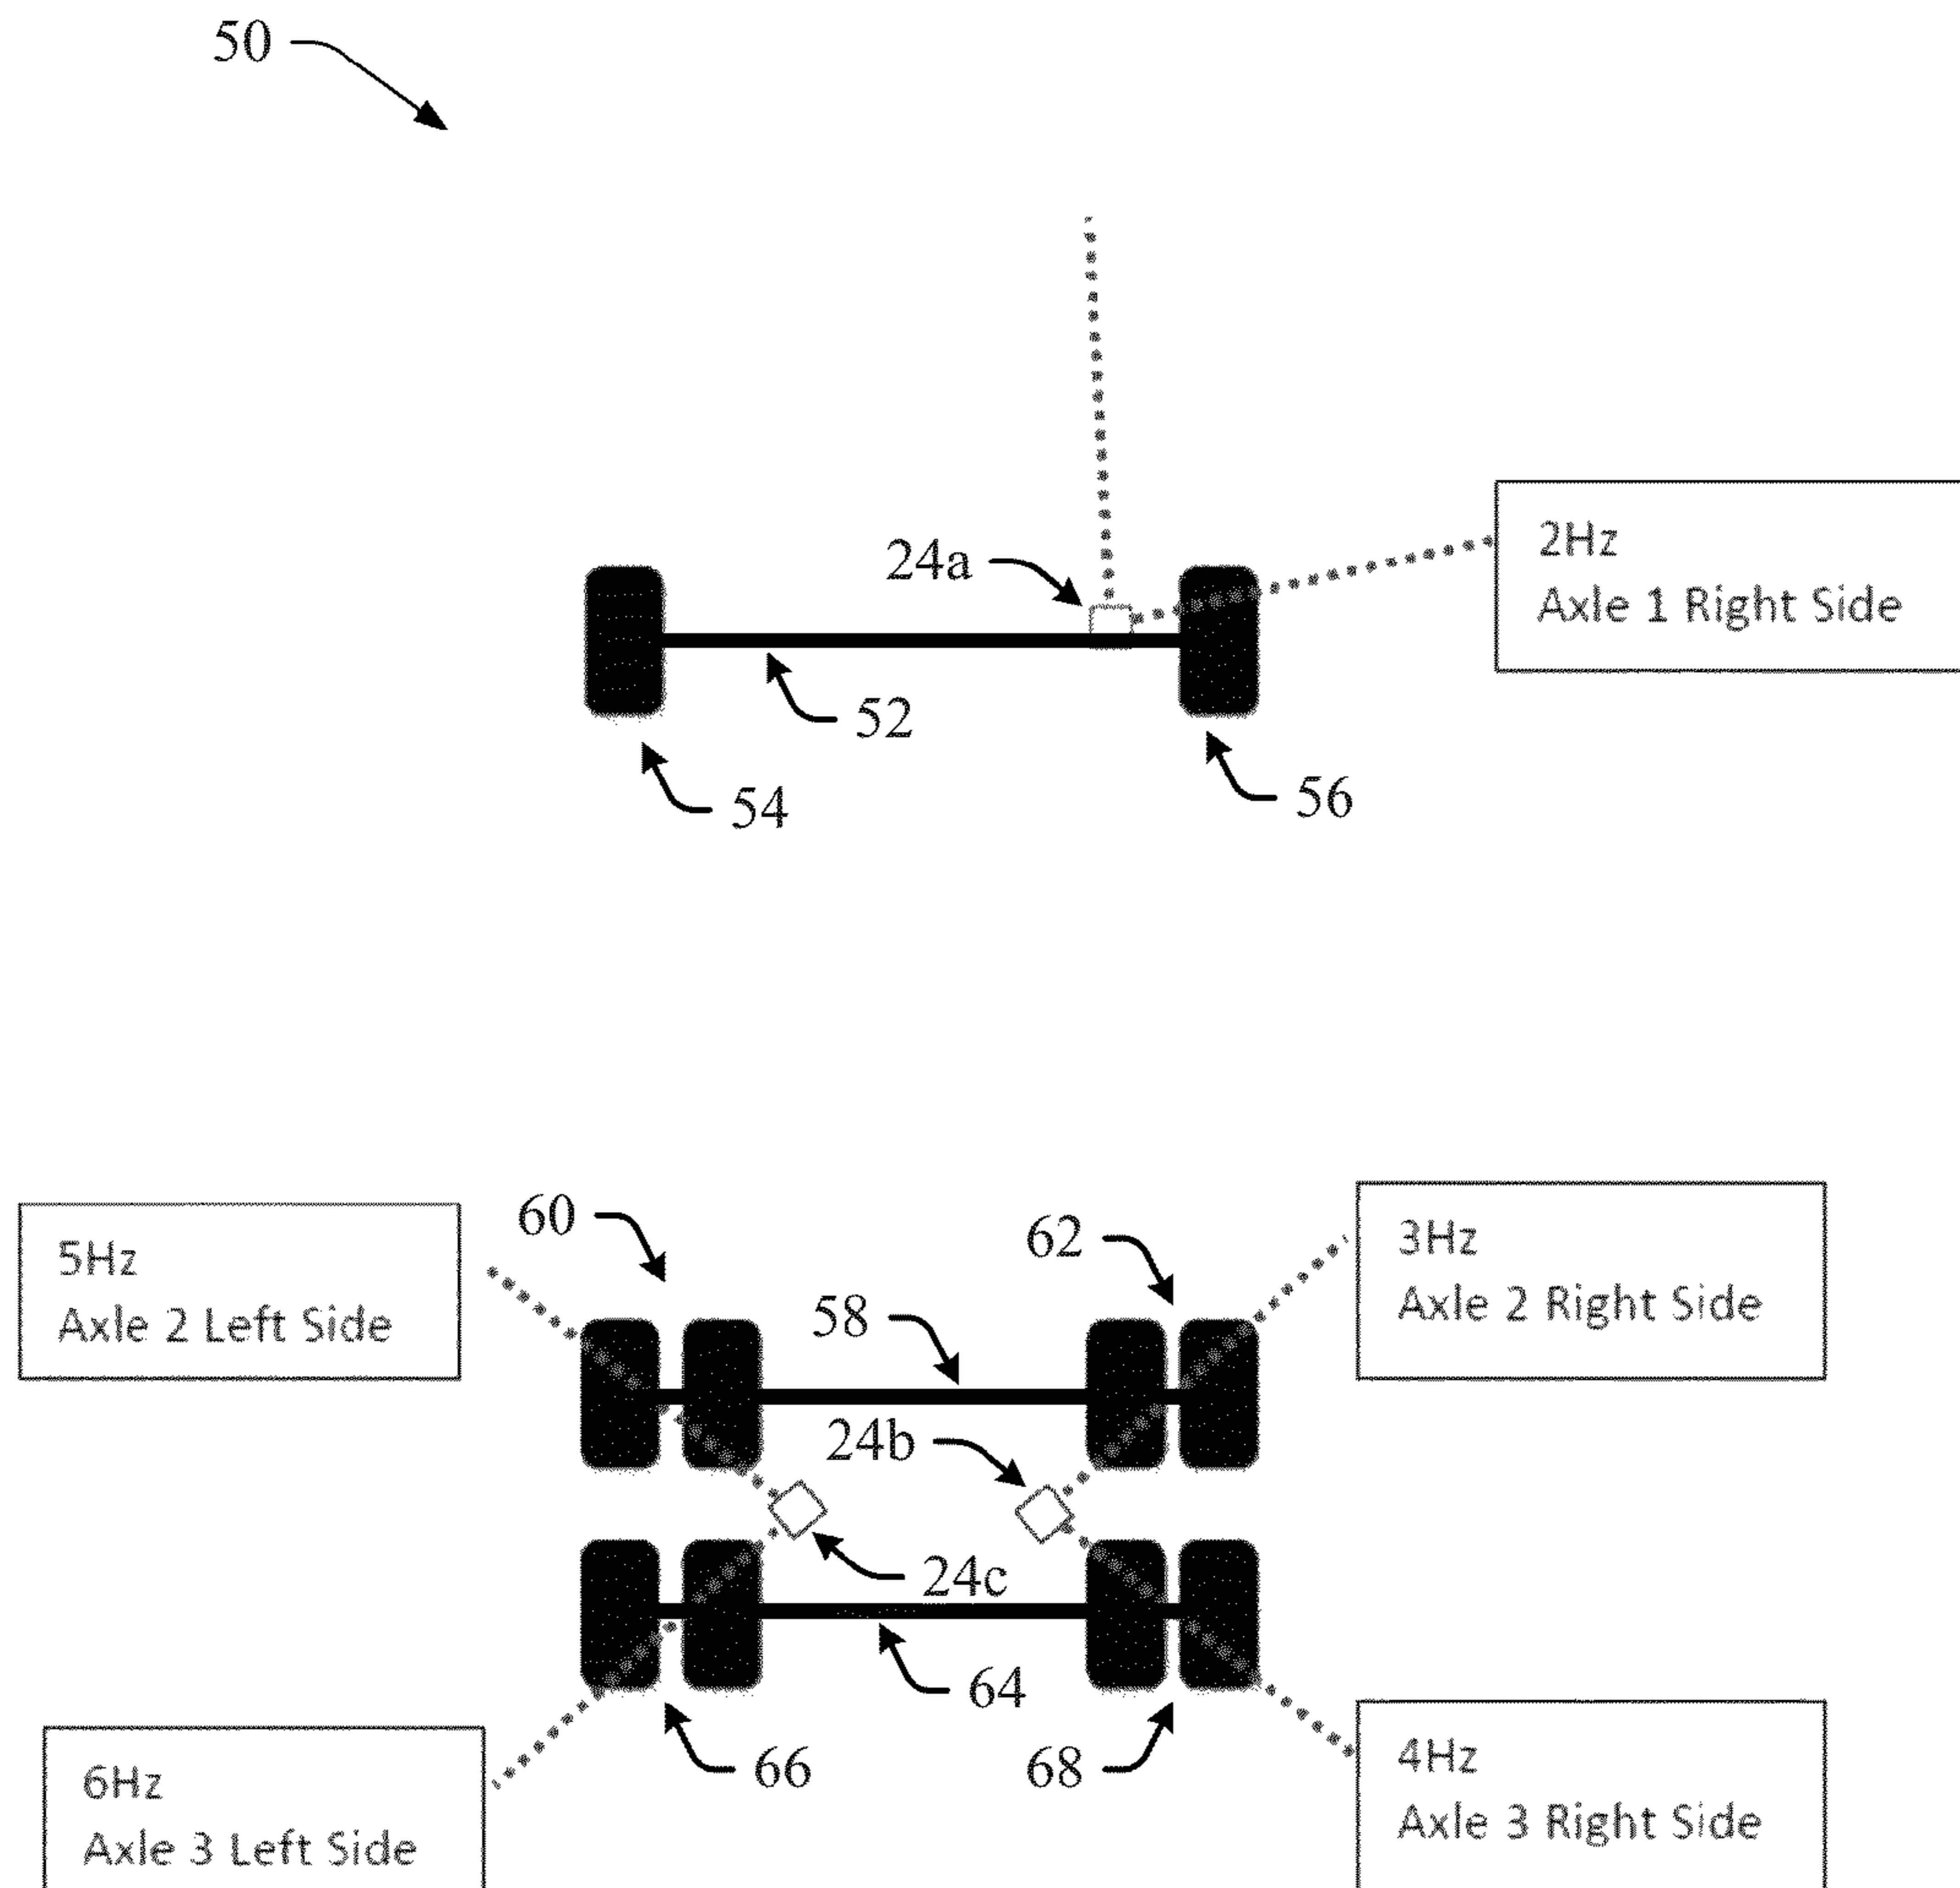 50
24a
2Hz
Axle 1 Right Side
52
54
56
60
62
5Hz
Axle 2 Left Side
3Hz
Axle 2 Right Side
58
24b
24c
64
66
68
6Hz
Axle 3 Left Side
4Hz
Axle 3 Right Side